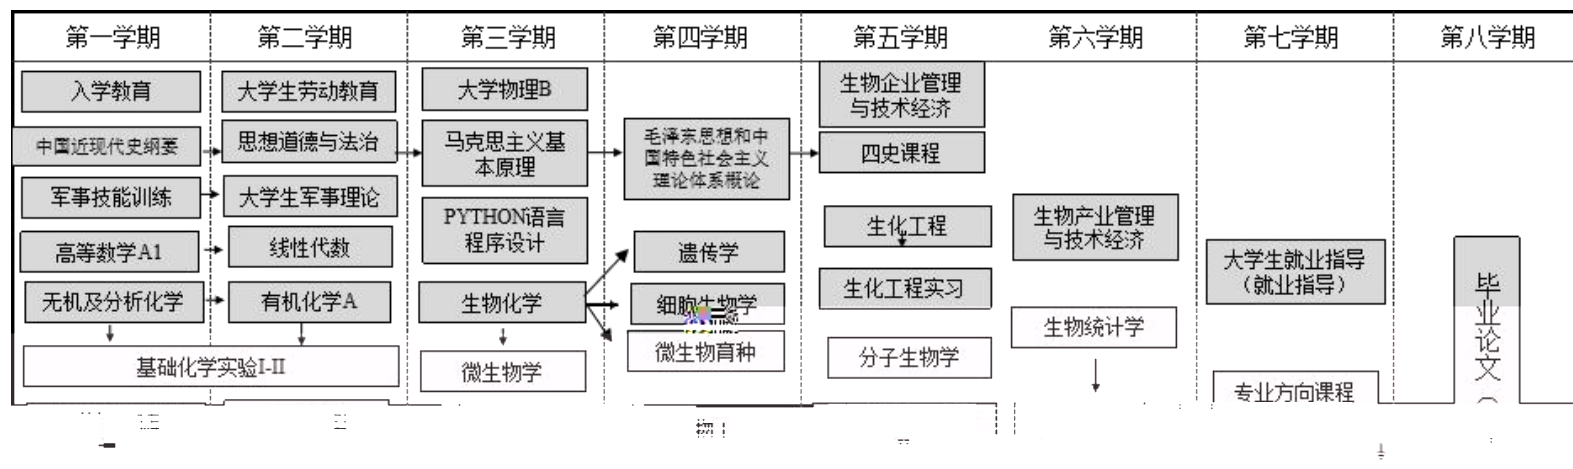 第一学期
第二学期
第三学期
第四学期
第五学期
第六学期
第七学期
第八学期
入学教育
中国近现代史纲要
军事技能训练
高等数学A1
无机及分析化学
基础化学实验I-II
大学生劳动教育
思想道德与法治
大学生军事理论
线性代数
有机化学A
大学物理B
马克思主义基
本原理
PYTHON语言
程序设计
生物化学
微生物学
毛泽东思想和中
国特色社会主义
理论体系概论
遗传学
细胞生物学
微生物育种
生物企业管理
与技术经济
四史课程
生化工程
生化工程实习
分子生物学
生物产业管理
与技术经济
生物统计学
大学生就业指导
（就业指导）
专业方向课程
毕
业
论
文